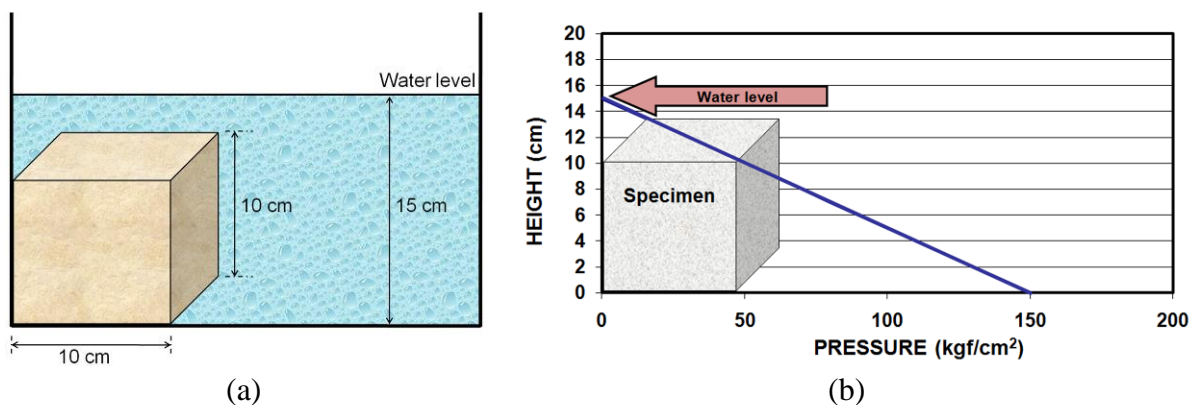 Water level
10 cm
15 cm
10 cm
(a)
HEIGHT (cm)
20
18
16
14
12
10
8
6
4
2
0
Water level
Specimen
0 50 100 150 200
PRESSURE (kgf/cm²)
(b)